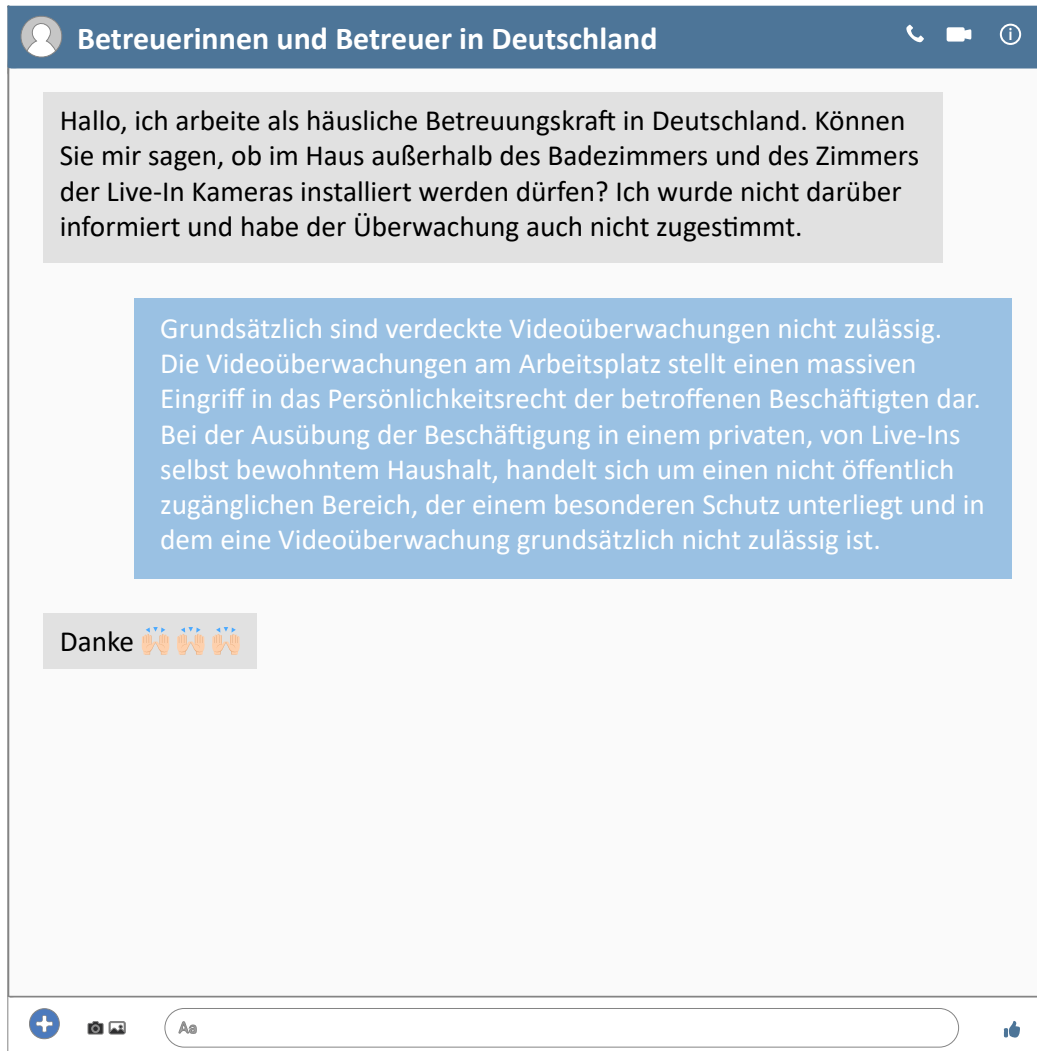 Betreuerinnen und Betreuer in Deutschland
Hallo, ich arbeite als häusliche Betreuungskraft in Deutschland. Können
Sie mir sagen, ob im Haus außerhalb des Badezimmers und des Zimmers
der Live-In Kameras installiert werden dürfen? Ich wurde nicht darüber
informiert und habe der Überwachung auch nicht zugestimmt.
Grundsätzlich sind verdeckte Videoüberwachungen nicht zulässig.
Die Videoüberwachungen am Arbeitsplatz stellt einen massiven
Eingriff in das Persönlichkeitsrecht der betroffenen Beschäftigten dar.
Bei der Ausübung der Beschäftigung in einem privaten, von Live-Ins
selbst bewohntem Haushalt, handelt sich um einen nicht öffentlich
zugänglichen Bereich, der einem besonderen Schutz unterliegt und in
dem eine Videoüberwachung grundsätzlich nicht zulässig ist.
Danke 🙌🏻 🙌🏻 🙌🏻
Aa